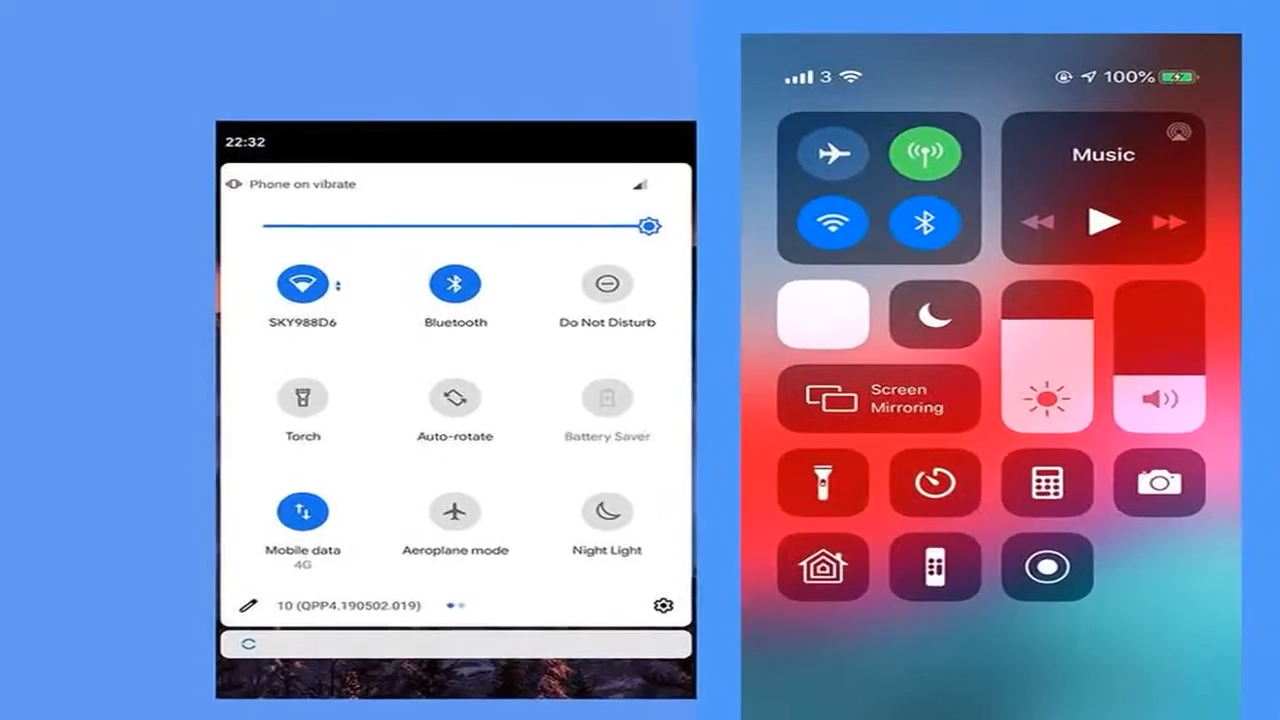 22:32
Phone on vibrate
SKY988D6
Bluetooth
Do Not Disturb
Torch
Auto-rotate
Battery Saver
Mobile data
4G
Aeroplane mode
Night Light
10 (QPP4.190502.019)
3
100%
Music
Screen
Mirroring